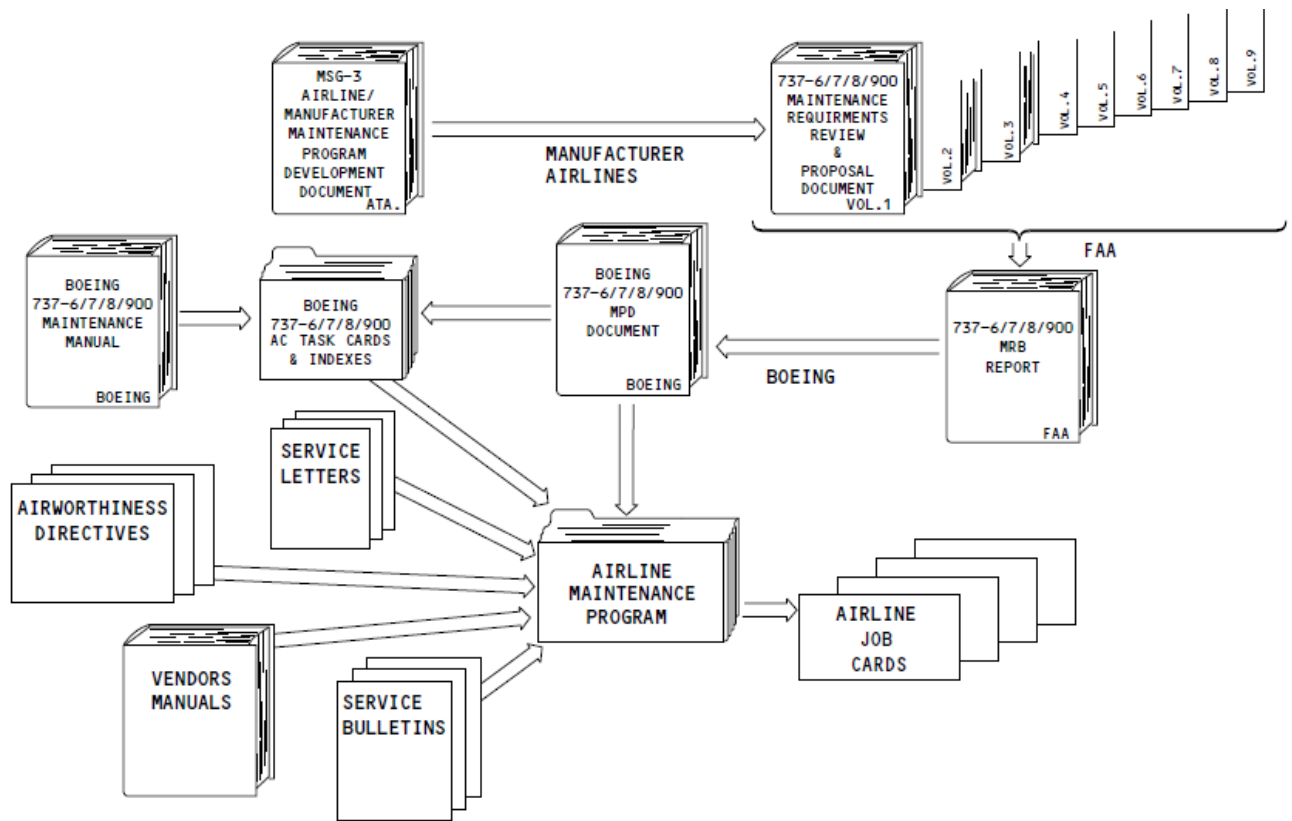 MSG-3
AIRLINE/
MANUFACTURER
MAINTENANCE
PROGRAM
DEVELOPMENT
DOCUMENT
ATA.
MANUFACTURER
AIRLINES
737-6/7/8/900
MAINTENANCE
REQUIRMENTS
REVIEW
&
PROPOSAL
DOCUMENT
VOL.1
VOL.2
VOL.3
VOL.4
VOL.5
VOL.6
VOL.7
VOL.8
VOL.9
FAA
BOEING
737-6/7/8/900
MAINTENANCE
MANUAL
BOEING
BOEING
737-6/7/8/900
AC TASK CARDS
& INDEXES
BOEING
737-6/7/8/900
MPD
DOCUMENT
BOEING
BOEING
737-6/7/8/900
MRB
REPORT
FAA
SERVICE
LETTERS
AIRWORTHINESS
DIRECTIVES
AIRLINE
MAINTENANCE
PROGRAM
AIRLINE
JOB
CARDS
VENDORS
MANUALS
SERVICE
BULLETINS